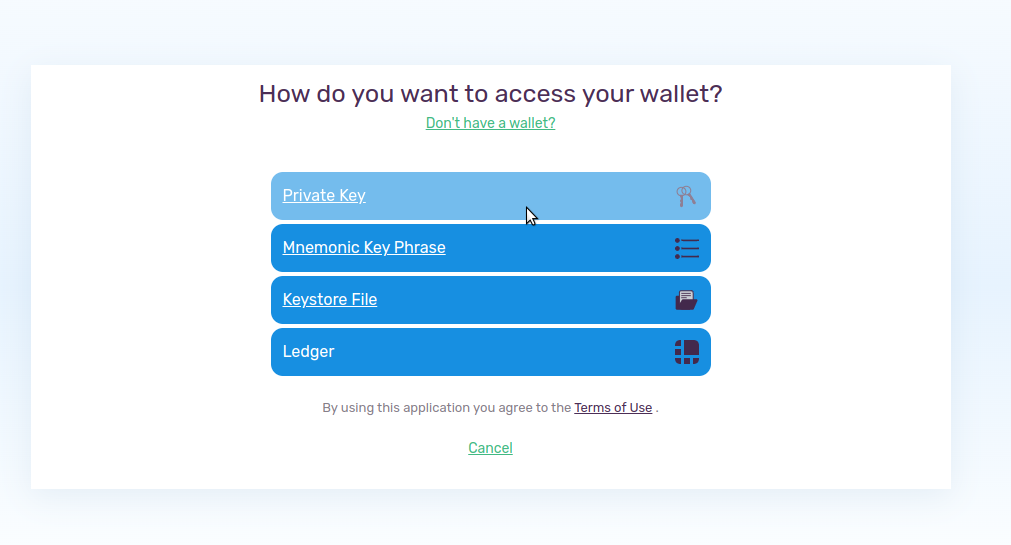 How do you want to access your wallet?
Don't have a wallet?
Private Key
Mnemonic Key Phrase
Keystore File
Ledger
By using this application you agree to the Terms of Use .
Cancel